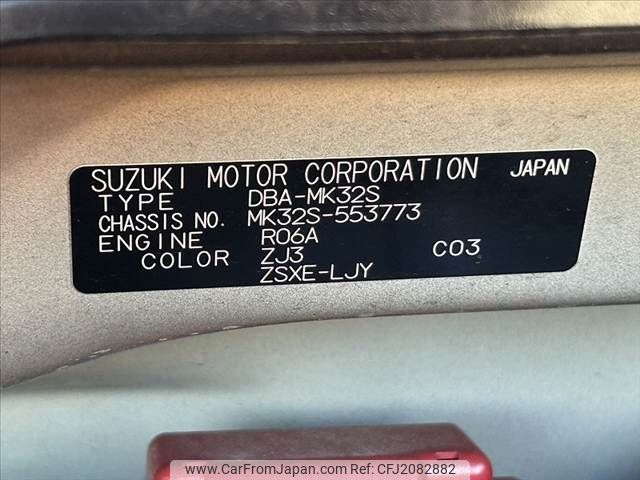 SUZUKI MOTOR CORPORATION JAPAN
TYPE DBA-MK32S
CHASSIS NO. MK32S-553773
ENGINE R06A
COLOR ZJ3 C03
ZSXE-LJY
www.CarFromJapan.com Ref: CFJ2082882